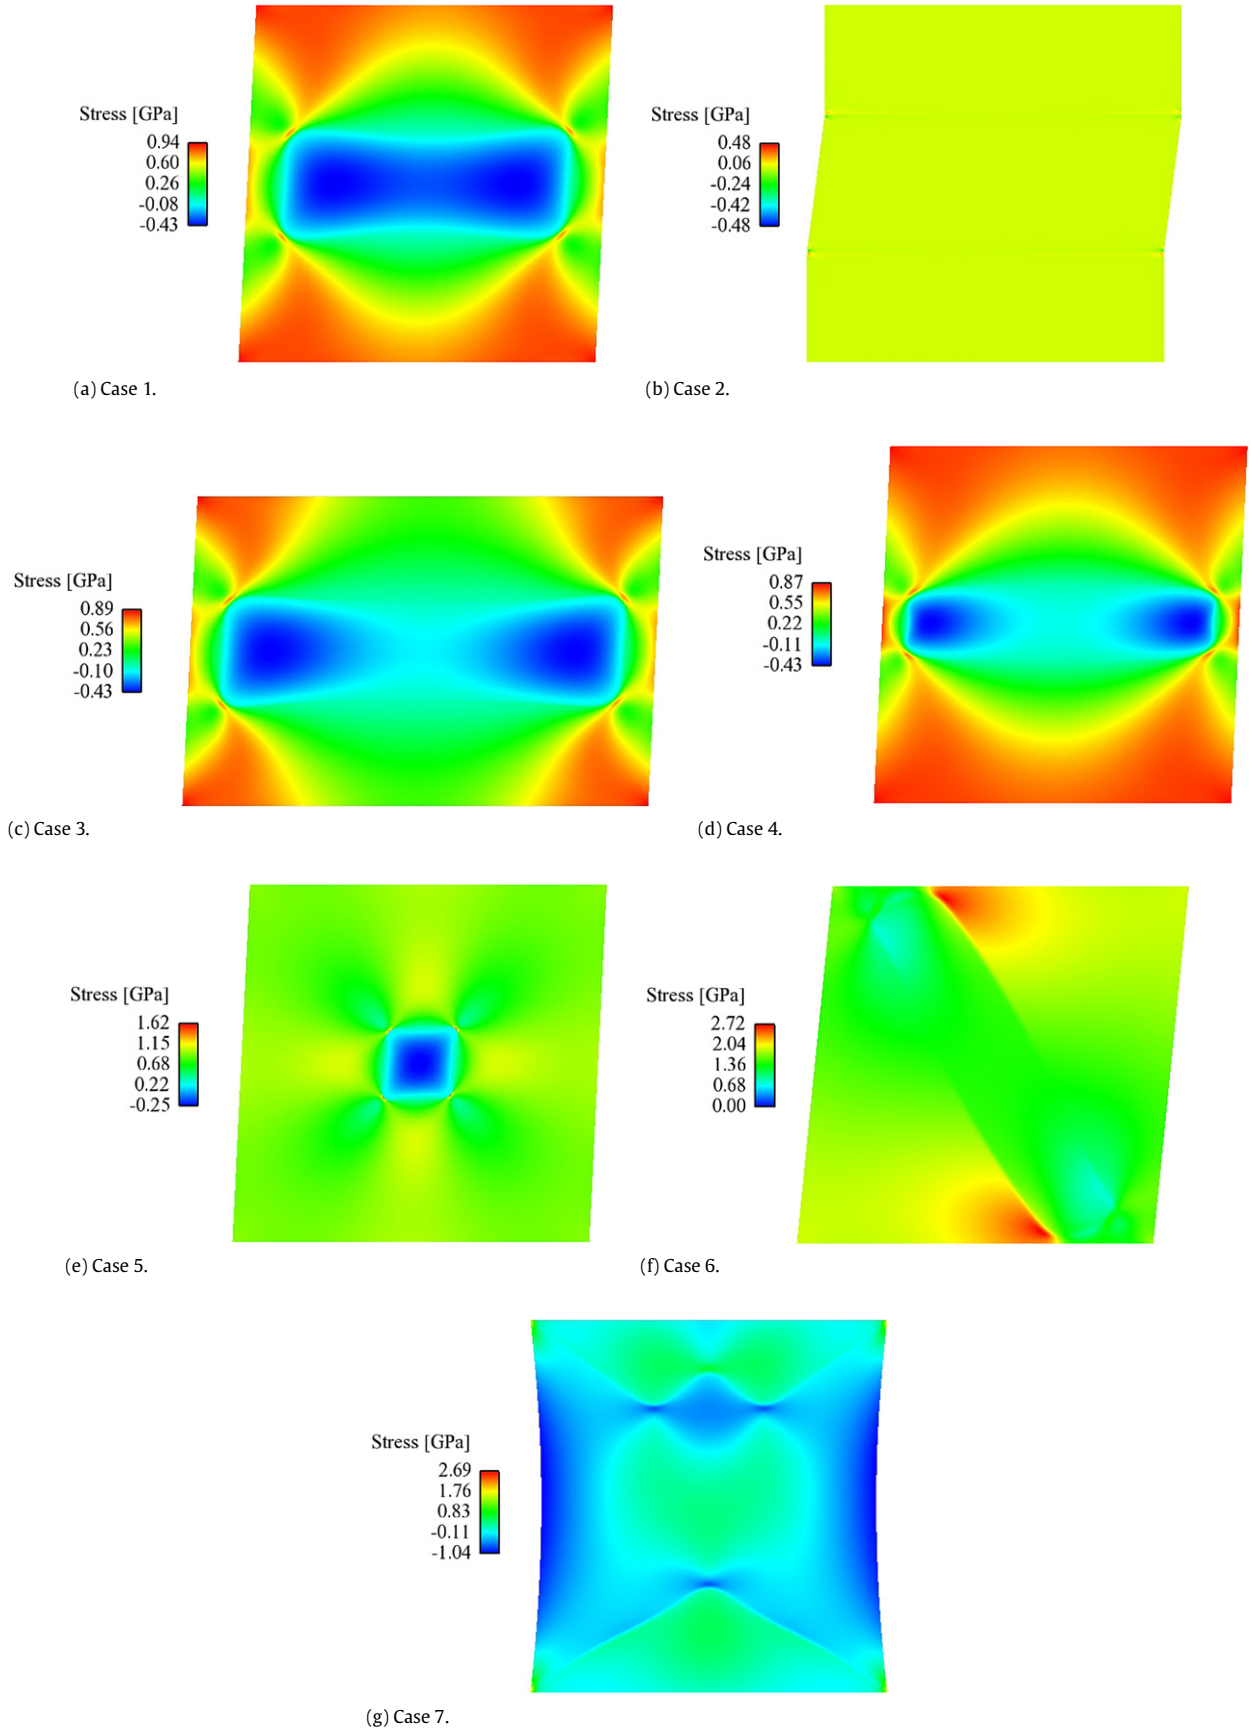 Stress [GPa]
0.94
0.60
0.26
-0.08
-0.43
(a) Case 1.
Stress [GPa]
0.48
0.06
-0.24
-0.42
-0.48
(b) Case 2.
Stress [GPa]
0.89
0.56
0.23
-0.10
-0.43
(c) Case 3.
Stress [GPa]
0.87
0.55
0.22
-0.11
-0.43
(d) Case 4.
Stress [GPa]
1.62
1.15
0.68
0.22
-0.25
(e) Case 5.
Stress [GPa]
2.72
2.04
1.36
0.68
0.00
(f) Case 6.
Stress [GPa]
2.69
1.76
0.83
-0.11
-1.04
(g) Case 7.